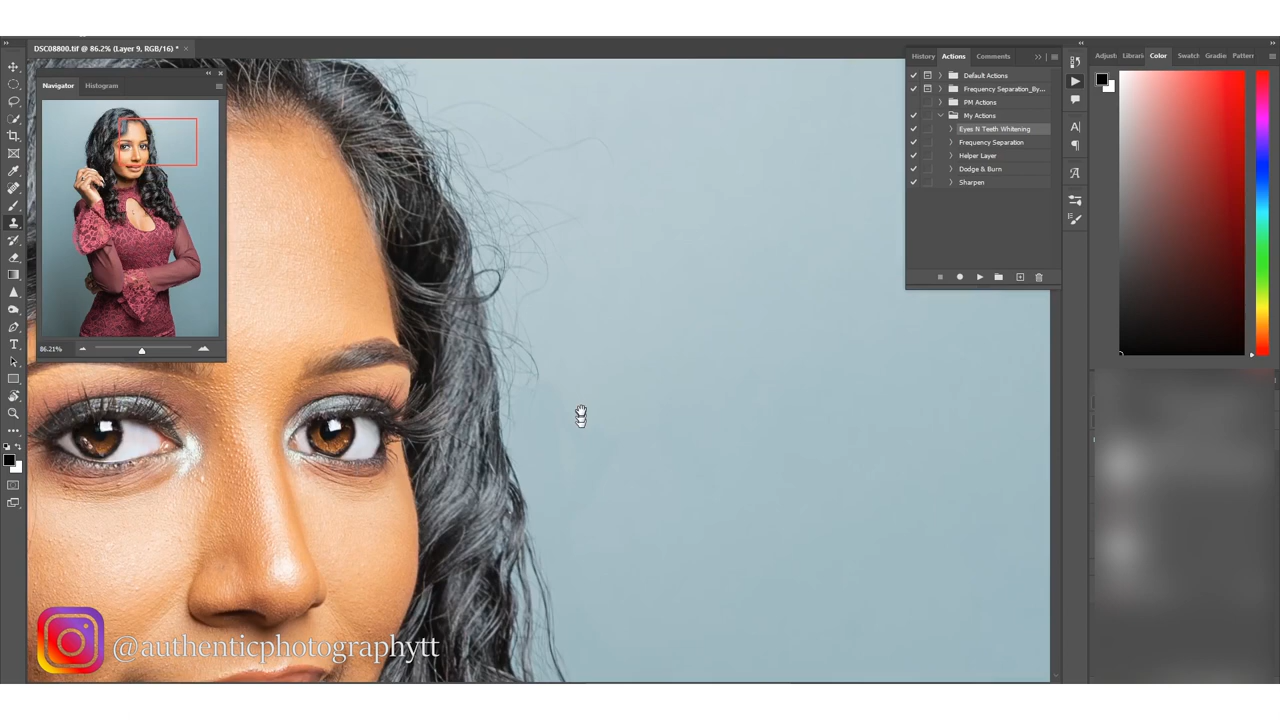 DSC08800.tif @ 86.2% (Layer 9, RGB/16) * ×
Navigator Histogram
86.21%
History Actions Comments
Default Actions
Frequency Separation_By...
PM Actions
My Actions
Eyes N Teeth Whitening
Frequency Separation
Helper Layer
Dodge & Burn
Sharpen
Adjus Librari Color Swatch Gradie Pattern
@authenticphotographytt